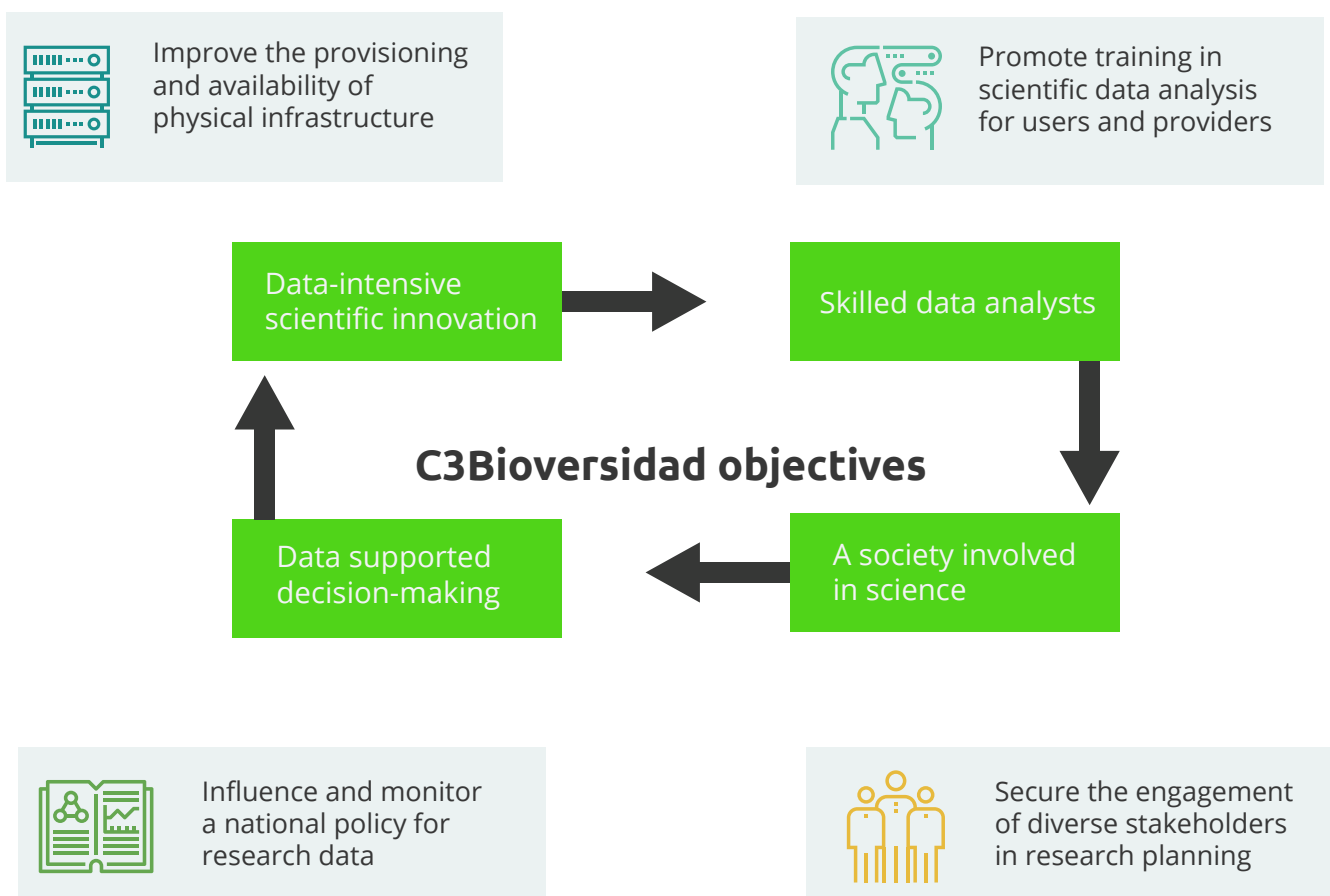 Improve the provisioning
and availability of
physical infrastructure
Promote training in
scientific data analysis
for users and providers
Data-intensive
scientific innovation
Skilled data analysts
C3Bioversidad objectives
Data supported
decision-making
A society involved
in science
Influence and monitor
a national policy for
research data
Secure the engagement
of diverse stakeholders
in research planning